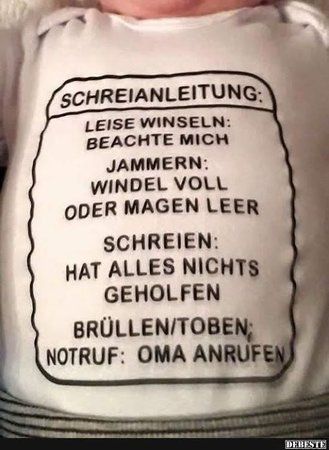 SCHREIANLEITUNG:
LEISE WINSELN:
BEACHTE MICH
JAMMERN:
WINDEL VOLL
ODER MAGEN LEER
SCHREIEN:
HAT ALLES NICHTS
GEHOLFEN
BRÜLLEN/TOBEN;
NOTRUF: OMA ANRUFEN
DEBESTE